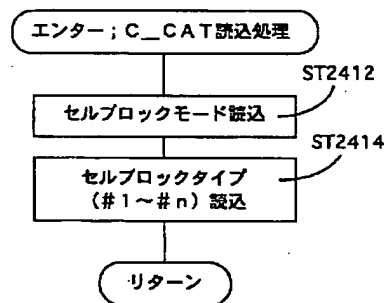 エンター；C＿CAT読込処理
ST2412
セルブロックモード読込
ST2414
セルブロックタイプ
（＃1～＃n）読込
リターン